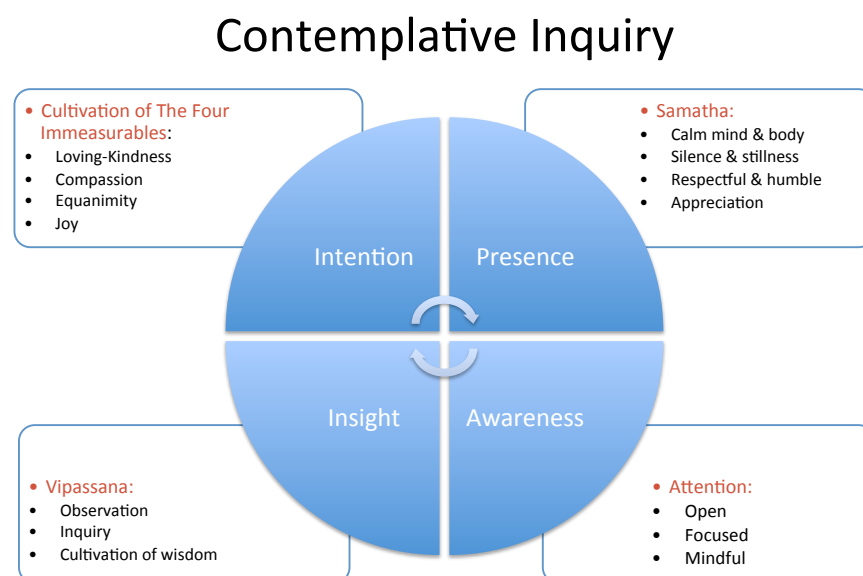 Contemplative Inquiry
• Cultivation of The Four
Immeasurables:
• Loving-Kindness
• Compassion
• Equanimity
• Joy
• Samatha:
• Calm mind & body
• Silence & stillness
• Respectful & humble
• Appreciation
Intention
Presence
Insight
Awareness
• Vipassana:
• Observation
• Inquiry
• Cultivation of wisdom
• Attention:
• Open
• Focused
• Mindful